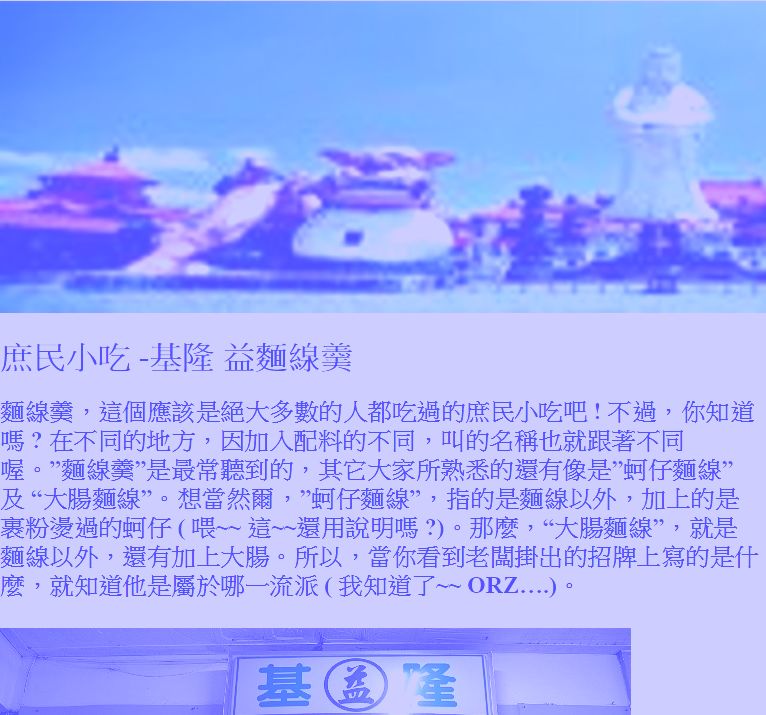 庶民小吃 -基隆 益麵線羹
麵線羹，這個應該是絕大多數的人都吃過的庶民小吃吧 ! 不過，你知道
嗎 ? 在不同的地方，因加入配料的不同，叫的名稱也就跟著不同
喔。”麵線羹”是最常聽到的，其它大家所熟悉的還有像是”蚵仔麵線”
及 “大腸麵線”。想當然爾，”蚵仔麵線”，指的是麵線以外，加上的是
裹粉燙過的蚵仔 ( 喂~~ 這~~還用說明嗎 ?)。那麼，“大腸麵線”，就是
麵線以外，還有加上大腸。所以，當你看到老闆掛出的招牌上寫的是什
麼，就知道他是屬於哪一流派 ( 我知道了~~ ORZ….)。
基 益 隆